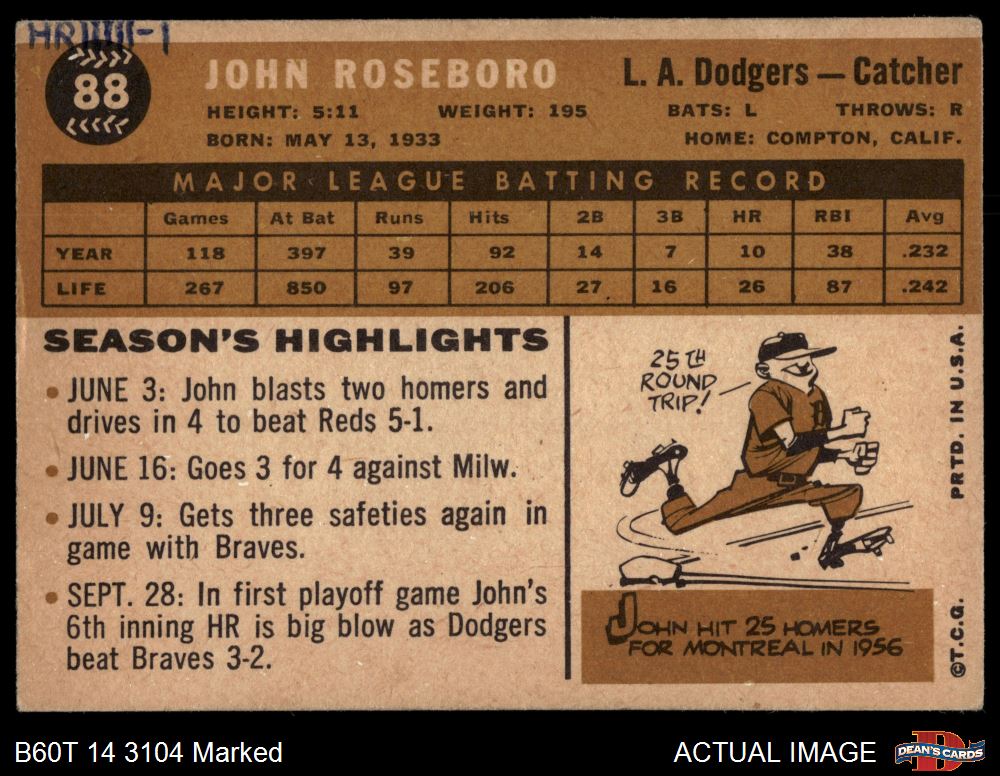 HR
88
JOHN ROSEBORO
L. A. Dodgers — Catcher
HEIGHT: 5:11 WEIGHT: 195 BATS: L THROWS: R
BORN: MAY 13, 1933 HOME: COMPTON, CALIF.
MAJOR LEAGUE BATTING RECORD
Games At Bat Runs Hits 2B 3B HR RBI Avg
YEAR 118 397 39 92 14 7 10 38 .232
LIFE 267 850 97 206 27 16 26 87 .242
SEASON'S HIGHLIGHTS
• JUNE 3: John blasts two homers and
drives in 4 to beat Reds 5-1.
• JUNE 16: Goes 3 for 4 against Milw.
• JULY 9: Gets three safeties again in
game with Braves.
• SEPT. 28: In first playoff game John's
6th inning HR is big blow as Dodgers
beat Braves 3-2.
25TH
ROUND
TRIP!
JOHN HIT 25 HOMERS
FOR MONTREAL IN 1956
PRTD. IN U.S.A.
©T.C.G.
B60T 14 3104 Marked
ACTUAL IMAGE
DEAN'S CARDS